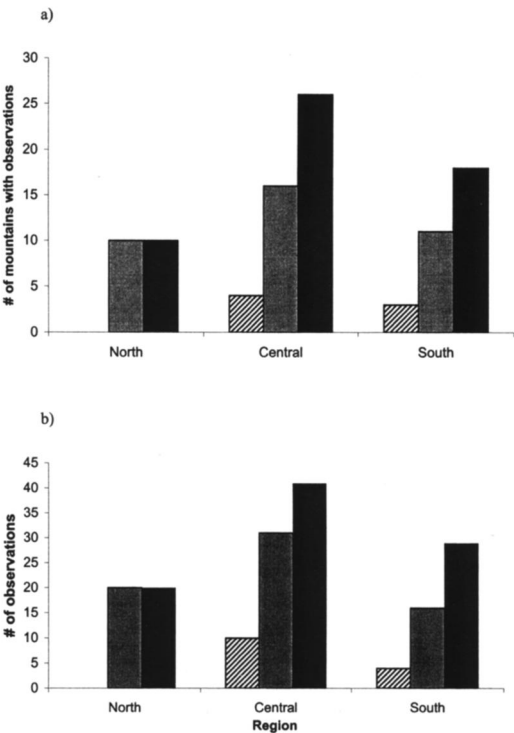 a)
# of mountains with observations
30
25
20
15
10
5
0
North Central South
b)
# of observations
45
40
35
30
25
20
15
10
5
0
North Central South
Region